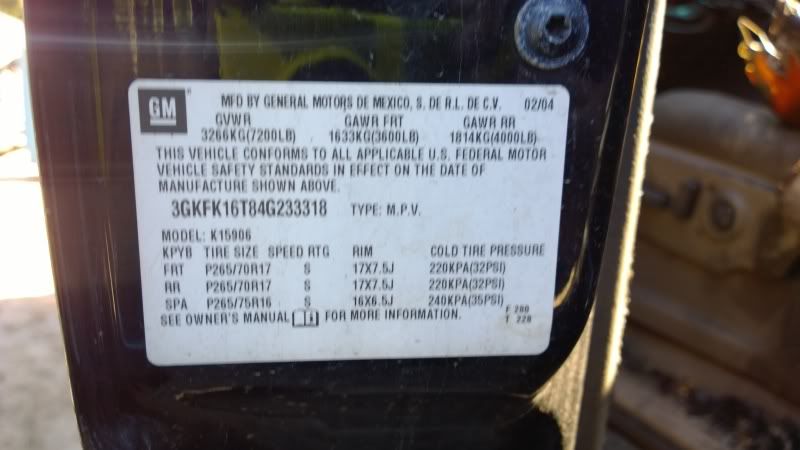 GM MFD BY GENERAL MOTORS DE MEXICO, S. DE R.L. DE C.V. 02/04
GVWR GAWR FRT GAWR RR
3266KG(7200LB) 1633KG(3600LB) 1814KG(4000LB)
THIS VEHICLE CONFORMS TO ALL APPLICABLE U.S. FEDERAL MOTOR
VEHICLE SAFETY STANDARDS IN EFFECT ON THE DATE OF
MANUFACTURE SHOWN ABOVE.
3GKFK16T84G233318 TYPE: M.P.V.
MODEL: K15906
KPYB TIRE SIZE SPEED RTG RIM COLD TIRE PRESSURE
FRT P265/70R17 S 17X7.5J 220KPA(32PSI)
RR P265/70R17 S 17X7.5J 220KPA(32PSI)
SPA P265/75R16 S 16X6.5J 240KPA(35PSI)
SEE OWNER'S MANUAL FOR MORE INFORMATION. F 280
T 228